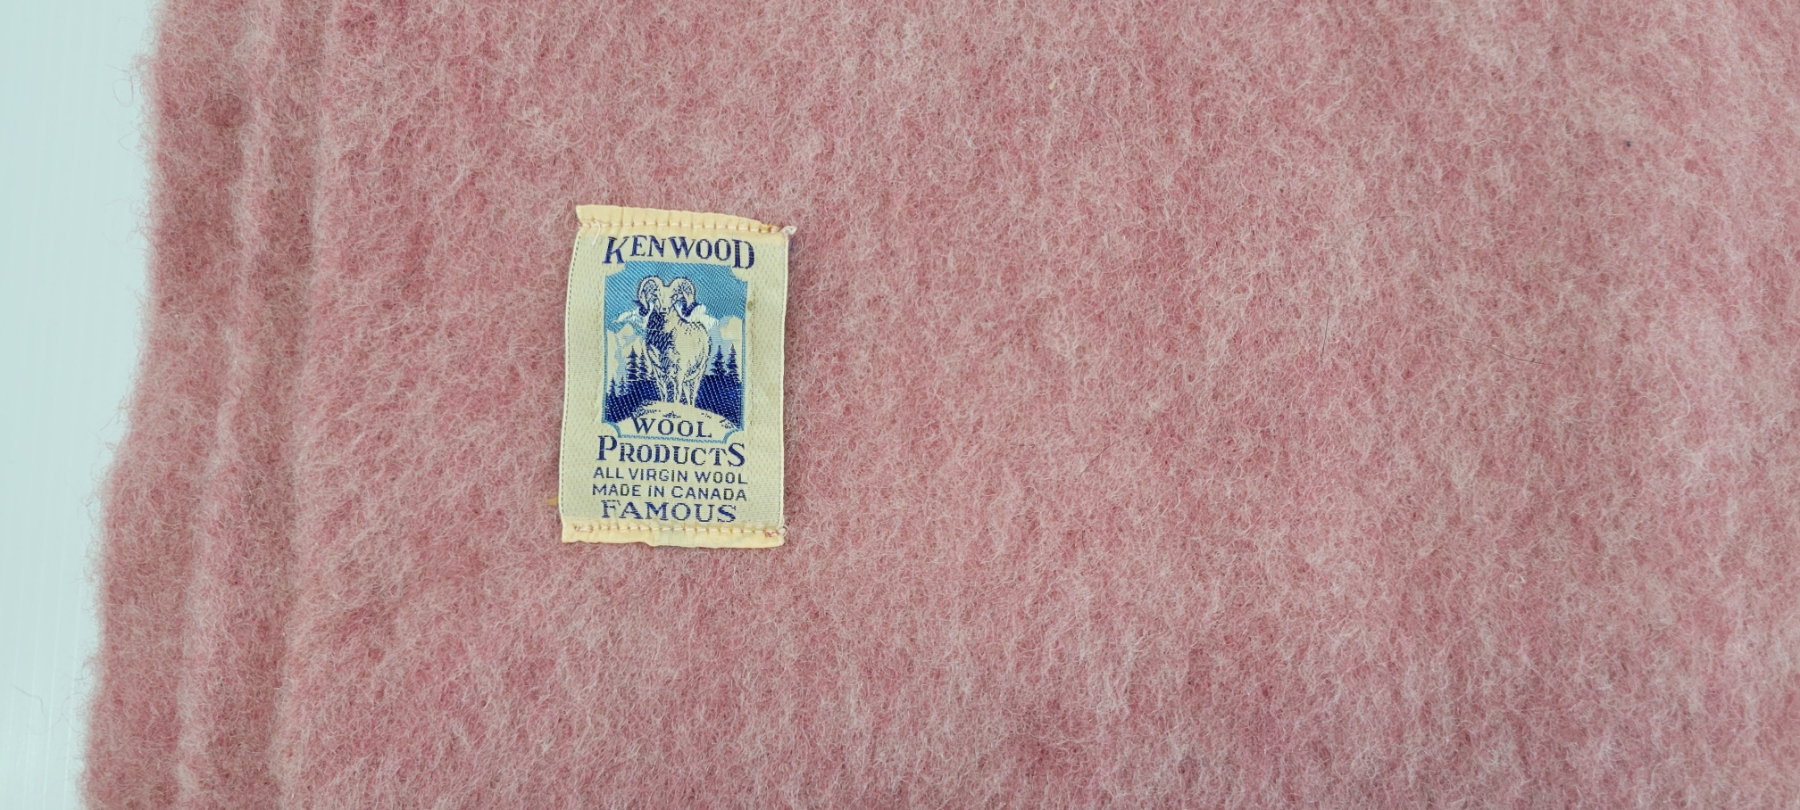 KENWOOD
WOOL
PRODUCTS
ALL VIRGIN WOOL
MADE IN CANADA
FAMOUS